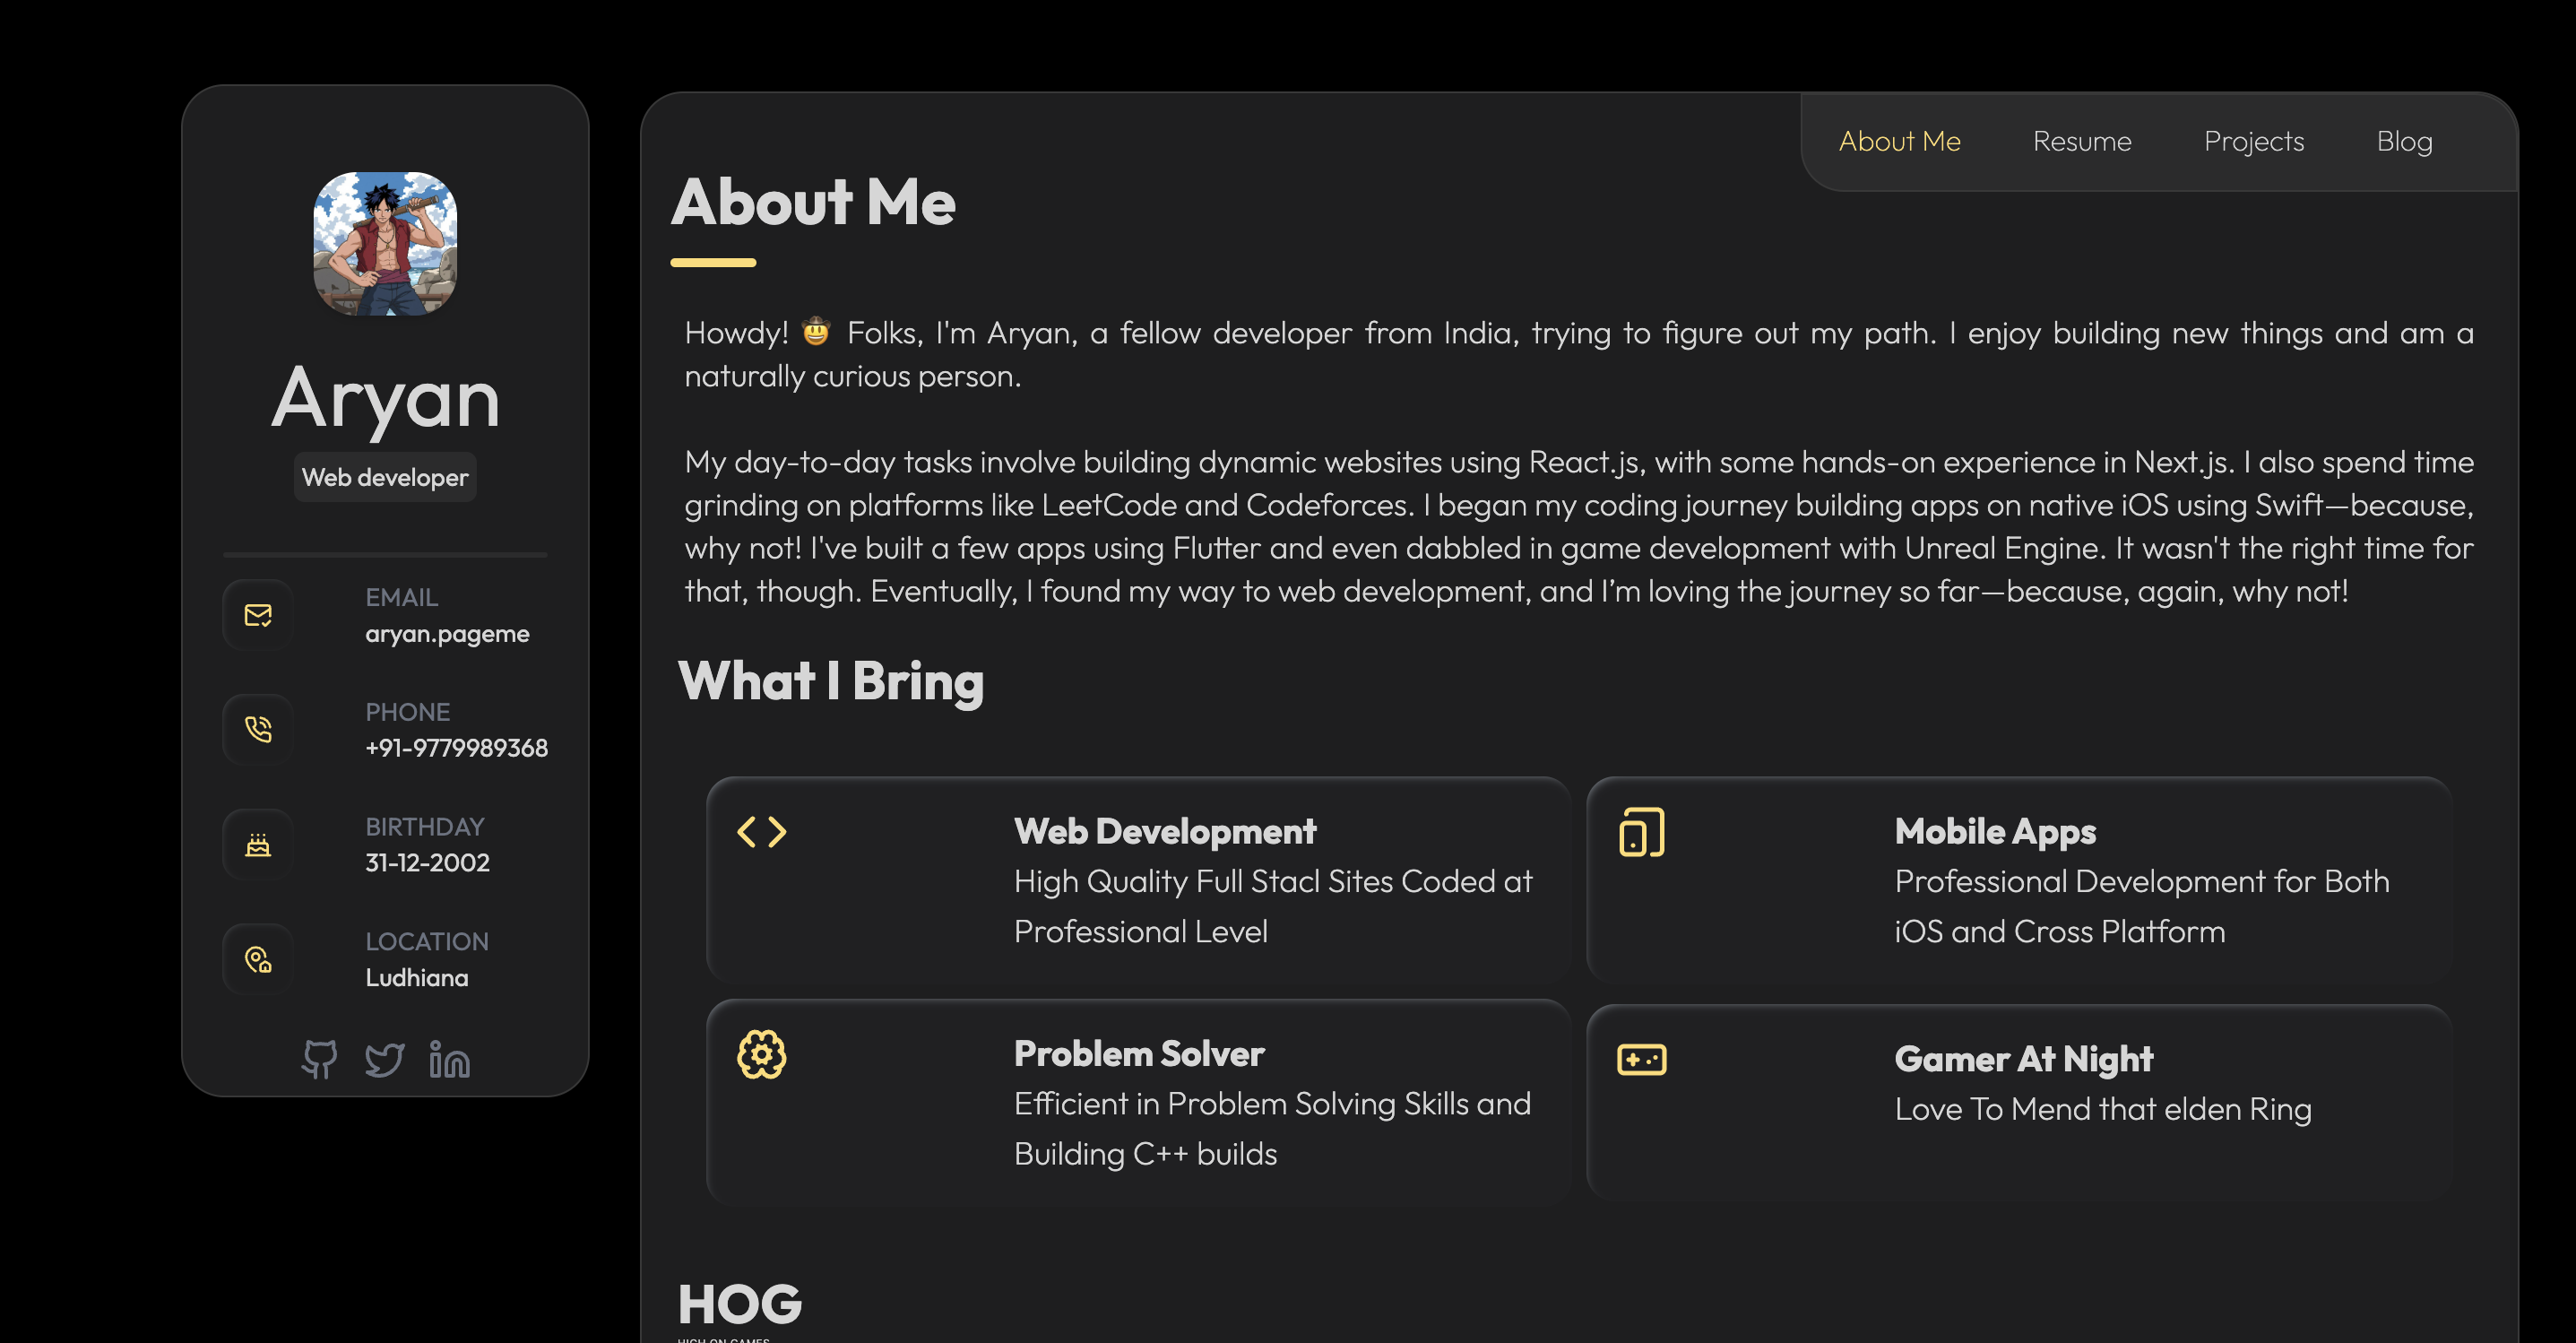 Aryan
Web developer
EMAIL
aryan.pageme
PHONE
+91-9779989368
BIRTHDAY
31-12-2002
LOCATION
Ludhiana
About Me
Resume
Projects
Blog
About Me
Howdy! 🤠 Folks, I'm Aryan, a fellow developer from India, trying to figure out my path. I enjoy building new things and am a
naturally curious person.
My day-to-day tasks involve building dynamic websites using React.js, with some hands-on experience in Next.js. I also spend time
grinding on platforms like LeetCode and Codeforces. I began my coding journey building apps on native iOS using Swift—because,
why not! I've built a few apps using Flutter and even dabbled in game development with Unreal Engine. It wasn't the right time for
that, though. Eventually, I found my way to web development, and I’m loving the journey so far—because, again, why not!
What I Bring
Web Development
High Quality Full Stacl Sites Coded at
Professional Level
Mobile Apps
Professional Development for Both
iOS and Cross Platform
Problem Solver
Efficient in Problem Solving Skills and
Building C++ builds
Gamer At Night
Love To Mend that elden Ring
HOG
HIGH ON GAMES